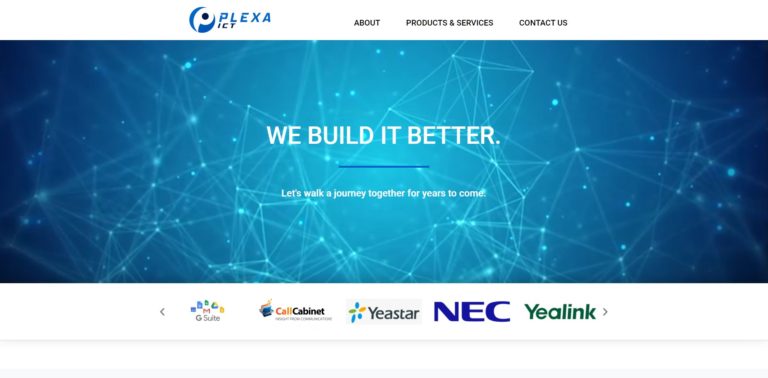 PLEXA
ICT
ABOUT
PRODUCTS & SERVICES
CONTACT US
WE BUILD IT BETTER.
Let's walk a journey together for years to come.
G Suite
CallCabinet
INSIGHT FROM COMMUNICATIONS
Yeastar
NEC
Yealink